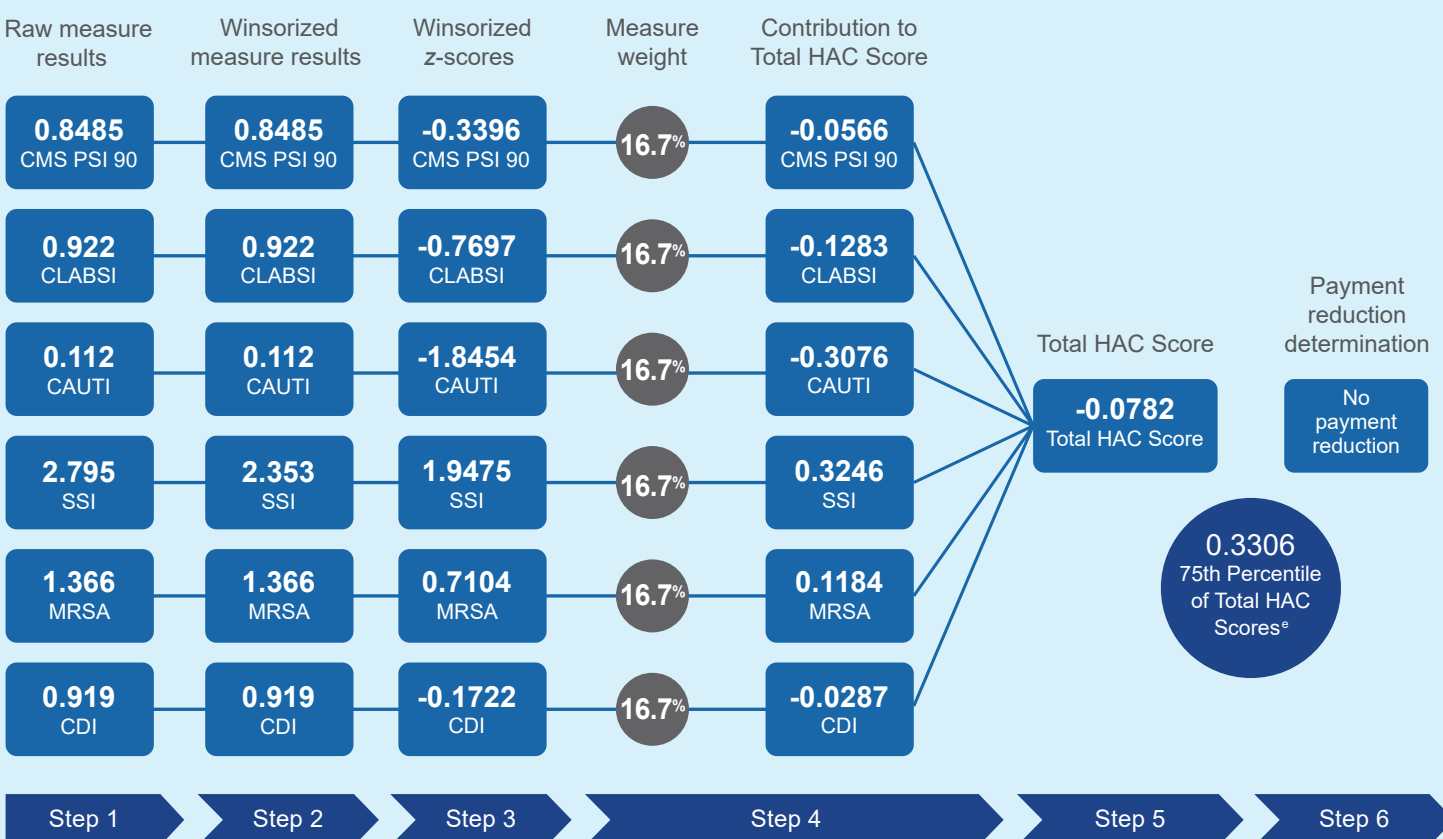 Raw measure
results
Winsorized
measure results
Winsorized
z-scores
Measure
weight
Contribution to
Total HAC Score
0.8485
CMS PSI 90
0.8485
CMS PSI 90
-0.3396
CMS PSI 90
16.7%
-0.0566
CMS PSI 90
0.922
CLABSI
0.922
CLABSI
-0.7697
CLABSI
16.7%
-0.1283
CLABSI
0.112
CAUTI
0.112
CAUTI
-1.8454
CAUTI
16.7%
-0.3076
CAUTI
2.795
SSI
2.353
SSI
1.9475
SSI
16.7%
0.3246
SSI
1.366
MRSA
1.366
MRSA
0.7104
MRSA
16.7%
0.1184
MRSA
0.919
CDI
0.919
CDI
-0.1722
CDI
16.7%
-0.0287
CDI
Total HAC Score
-0.0782
Total HAC Score
Payment
reduction
determination
No
payment
reduction
0.3306
75th Percentile
of Total HAC
Scores e
Step 1
Step 2
Step 3
Step 4
Step 5
Step 6